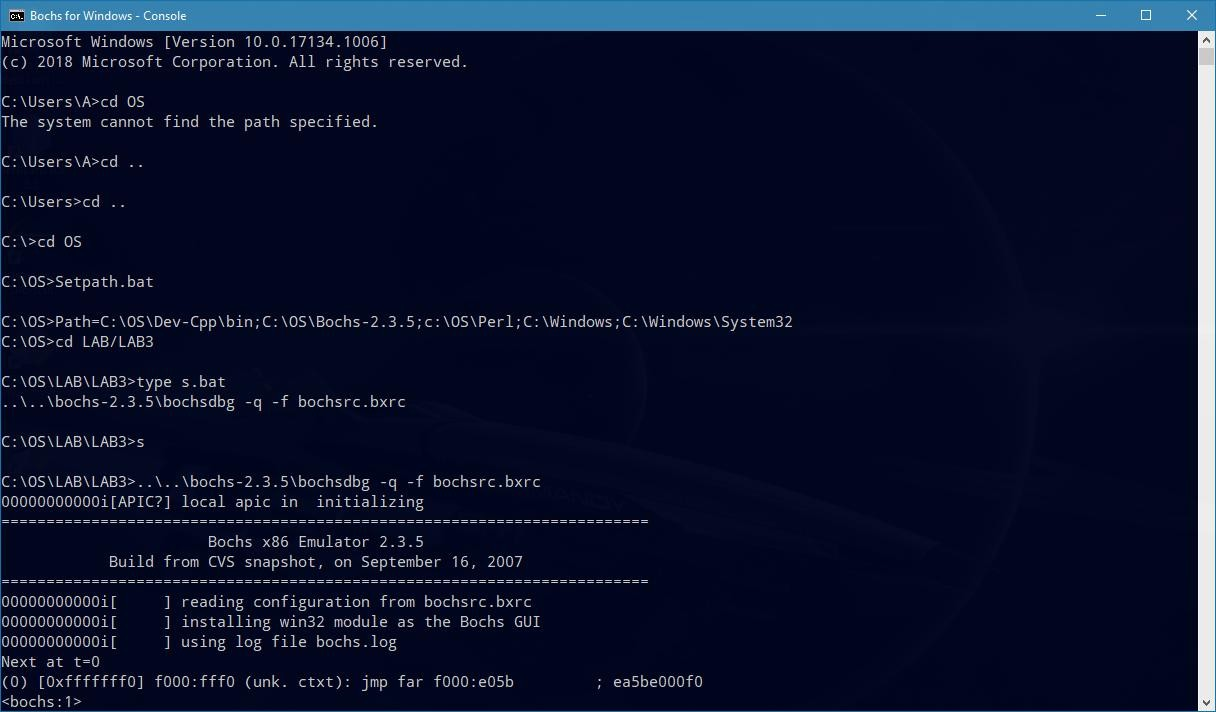 Bochs for Windows - Console
Microsoft Windows [Version 10.0.17134.1006]
(c) 2018 Microsoft Corporation. All rights reserved.
C:\Users\A>cd OS
The system cannot find the path specified.
C:\Users\A>cd ..
C:\Users>cd ..
C:\>cd OS
C:\OS>Setpath.bat
C:\OS>Path=C:\OS\Dev-Cpp\bin;C:\OS\Bochs-2.3.5;c:\OS\Perl;C:\Windows;C:\Windows\System32
C:\OS>cd LAB/LAB3
C:\OS\LAB\LAB3>type s.bat
..\..\bochs-2.3.5\bochsdbg -q -f bochsrc.bxrc
C:\OS\LAB\LAB3>s
C:\OS\LAB\LAB3>..\..\bochs-2.3.5\bochsdbg -q -f bochsrc.bxrc
00000000000i[APIC?] local apic in  initializing
========================================================================
Bochs x86 Emulator 2.3.5
Build from CVS snapshot, on September 16, 2007
========================================================================
00000000000i[     ] reading configuration from bochsrc.bxrc
00000000000i[     ] installing win32 module as the Bochs GUI
00000000000i[     ] using log file bochs.log
Next at t=0
(0) [0xfffffff0] f000:fff0 (unk. ctxt): jmp far f000:e05b         ; ea5be000f0
<bochs:1>